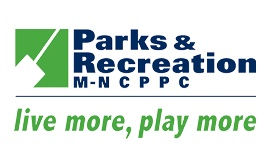 Parks &
Recreation
M-NCPPC
live more, play more